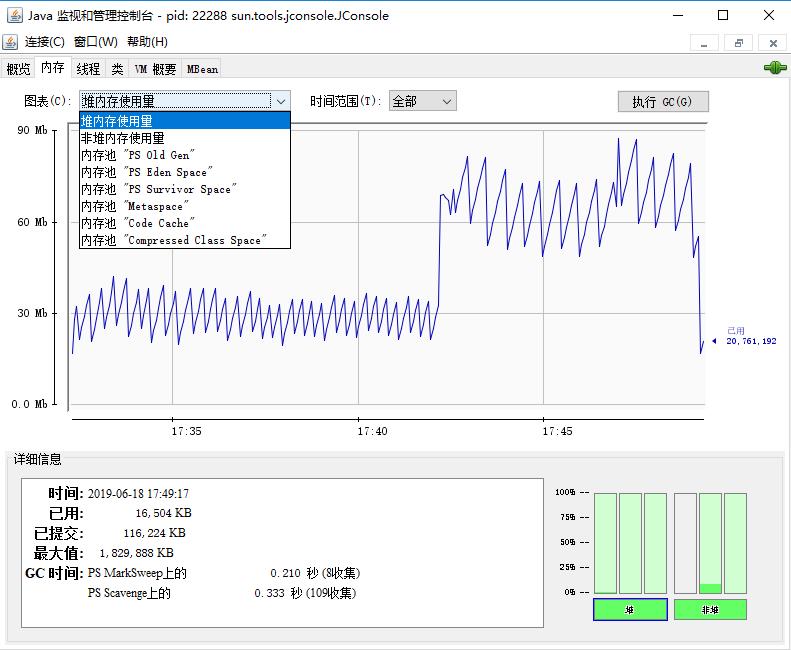 Java 监视和管理控制台 - pid: 22288 sun.tools.jconsole.JConsole
连接(C) 窗口(W) 帮助(H)
概览 内存 线程 类 VM 概要 MBean
图表(C): 堆内存使用量 时间范围(T): 全部 执行 GC(G)
堆内存使用量
非堆内存使用量
内存池 "PS Old Gen"
内存池 "PS Eden Space"
内存池 "PS Survivor Space"
内存池 "Metaspace"
内存池 "Code Cache"
内存池 "Compressed Class Space"
90 Mb
60 Mb
30 Mb
0.0 Mb
已用
20,761,192
17:35 17:40 17:45
详细信息
时间: 2019-06-18 17:49:17
已用: 16,504 KB
已提交: 116,224 KB
最大值: 1,829,888 KB
GC 时间: PS MarkSweep上的 0.210 秒 (8收集)
PS Scavenge上的 0.333 秒 (109收集)
100% --
75% --
50% --
25% --
0% --
堆 非堆